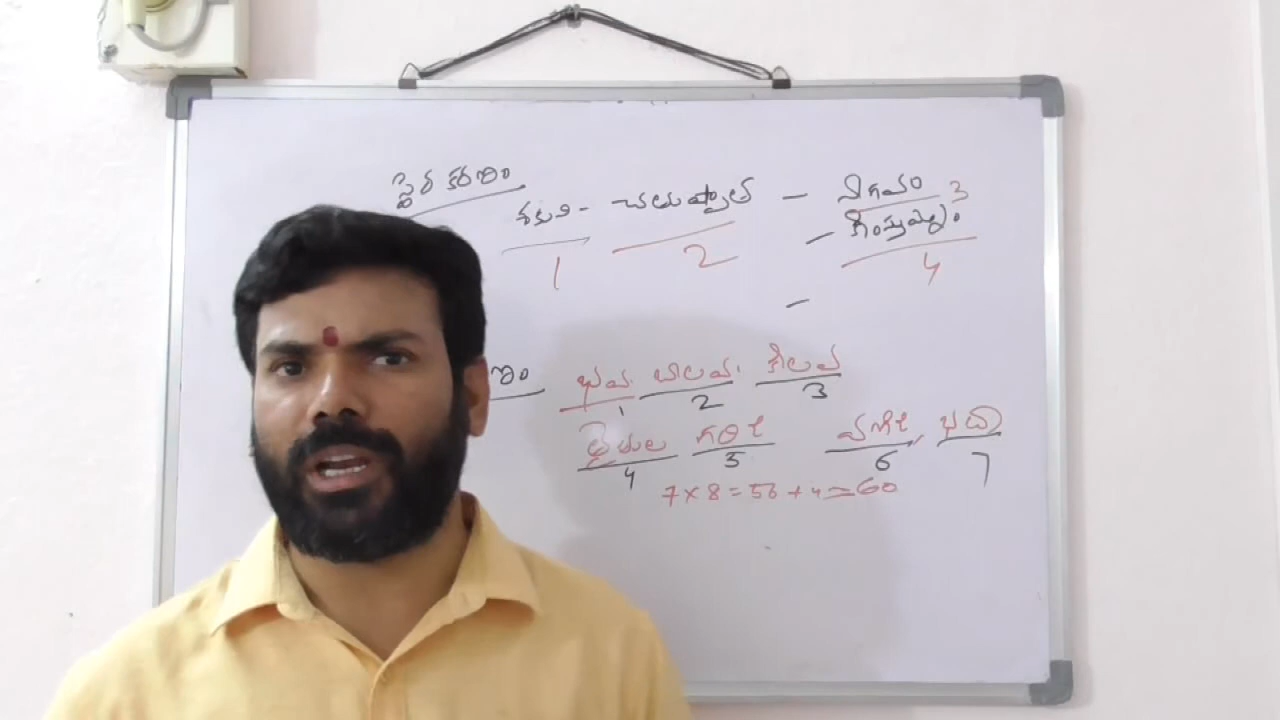 స్థిర కరణం
శకుని - చతుష్పాత్ - నాగవం 3
- కింస్తుఘ్నం
1 2 4
-
ణం బవ బాలవ కౌలవ
1 2 3
తైతుల గరజి వణిజ, భద్ర
4 5 6 7
7 × 8 = 56 + 4 = 60